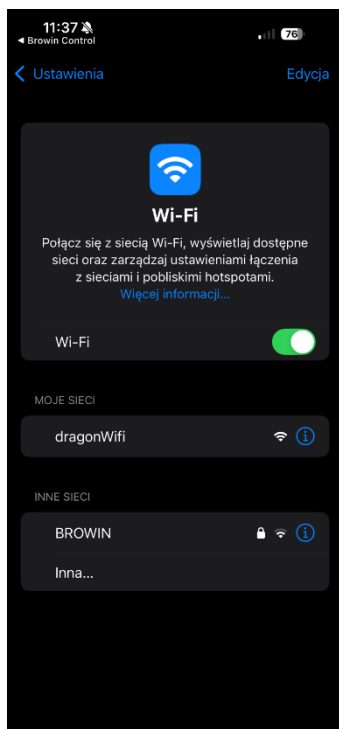 11:37
◀ Browin Control
76
Ustawienia
Edycja
Wi-Fi
Połącz się z siecią Wi-Fi, wyświetlaj dostępne
sieci oraz zarządzaj ustawieniami łączenia
z sieciami i pobliskimi hotspotami.
Więcej informacji...
Wi-Fi
MOJE SIECI
dragonWifi
INNE SIECI
BROWIN
Inna...